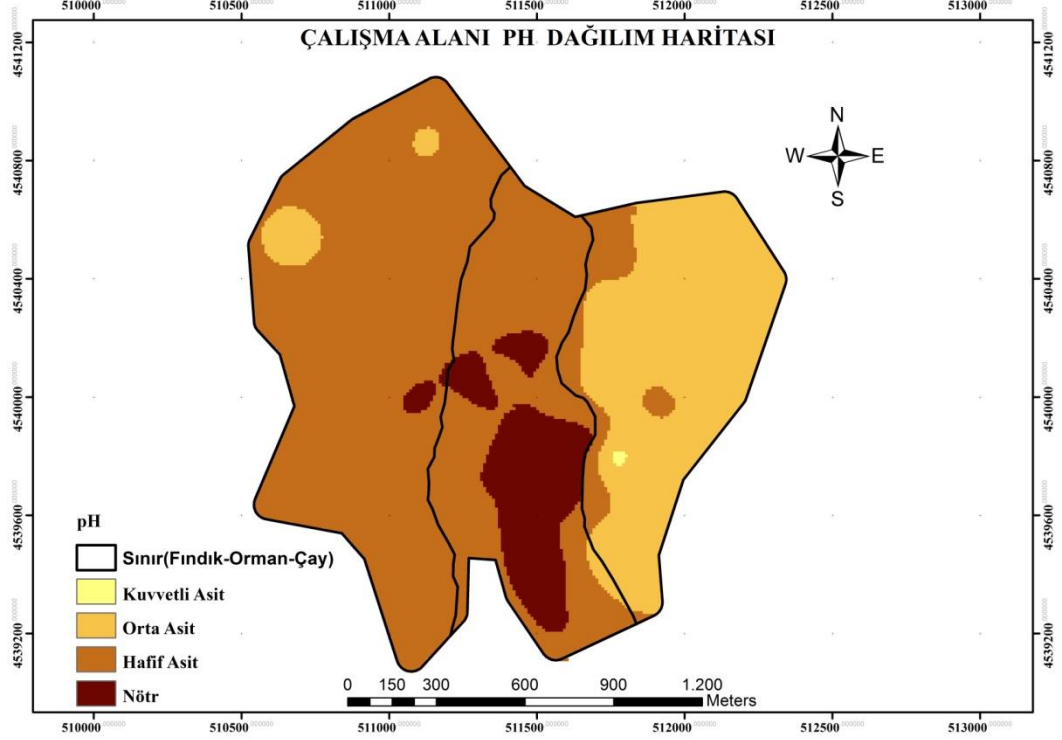 510000 510500 511000 511500 512000 512500 513000
ÇALIŞMA ALANI PH DAĞILIM HARİTASI
4541200 4541200
N
W E
S
4540800 4540800
4540400 4540400
4540000 4540000
4539600 4539600
4539200 4539200
pH
Sınır(Fındık-Orman-Çay)
Kuvvetli Asit
Orta Asit
Hafif Asit
Nötr
0 150 300 600 900 1.200
Meters
510000 510500 511000 511500 512000 512500 513000